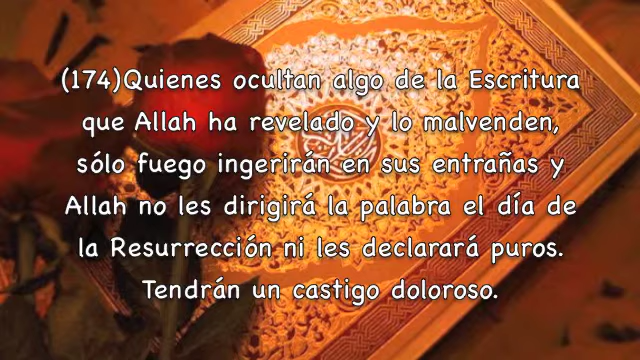 (174)Quienes ocultan algo de la Escritura
que Allah ha revelado y lo malvenden,
sólo fuego ingerirán en sus entrañas y
Allah no les dirigirá la palabra el día de
la Resurrección ni les declarará puros.
Tendrán un castigo doloroso.